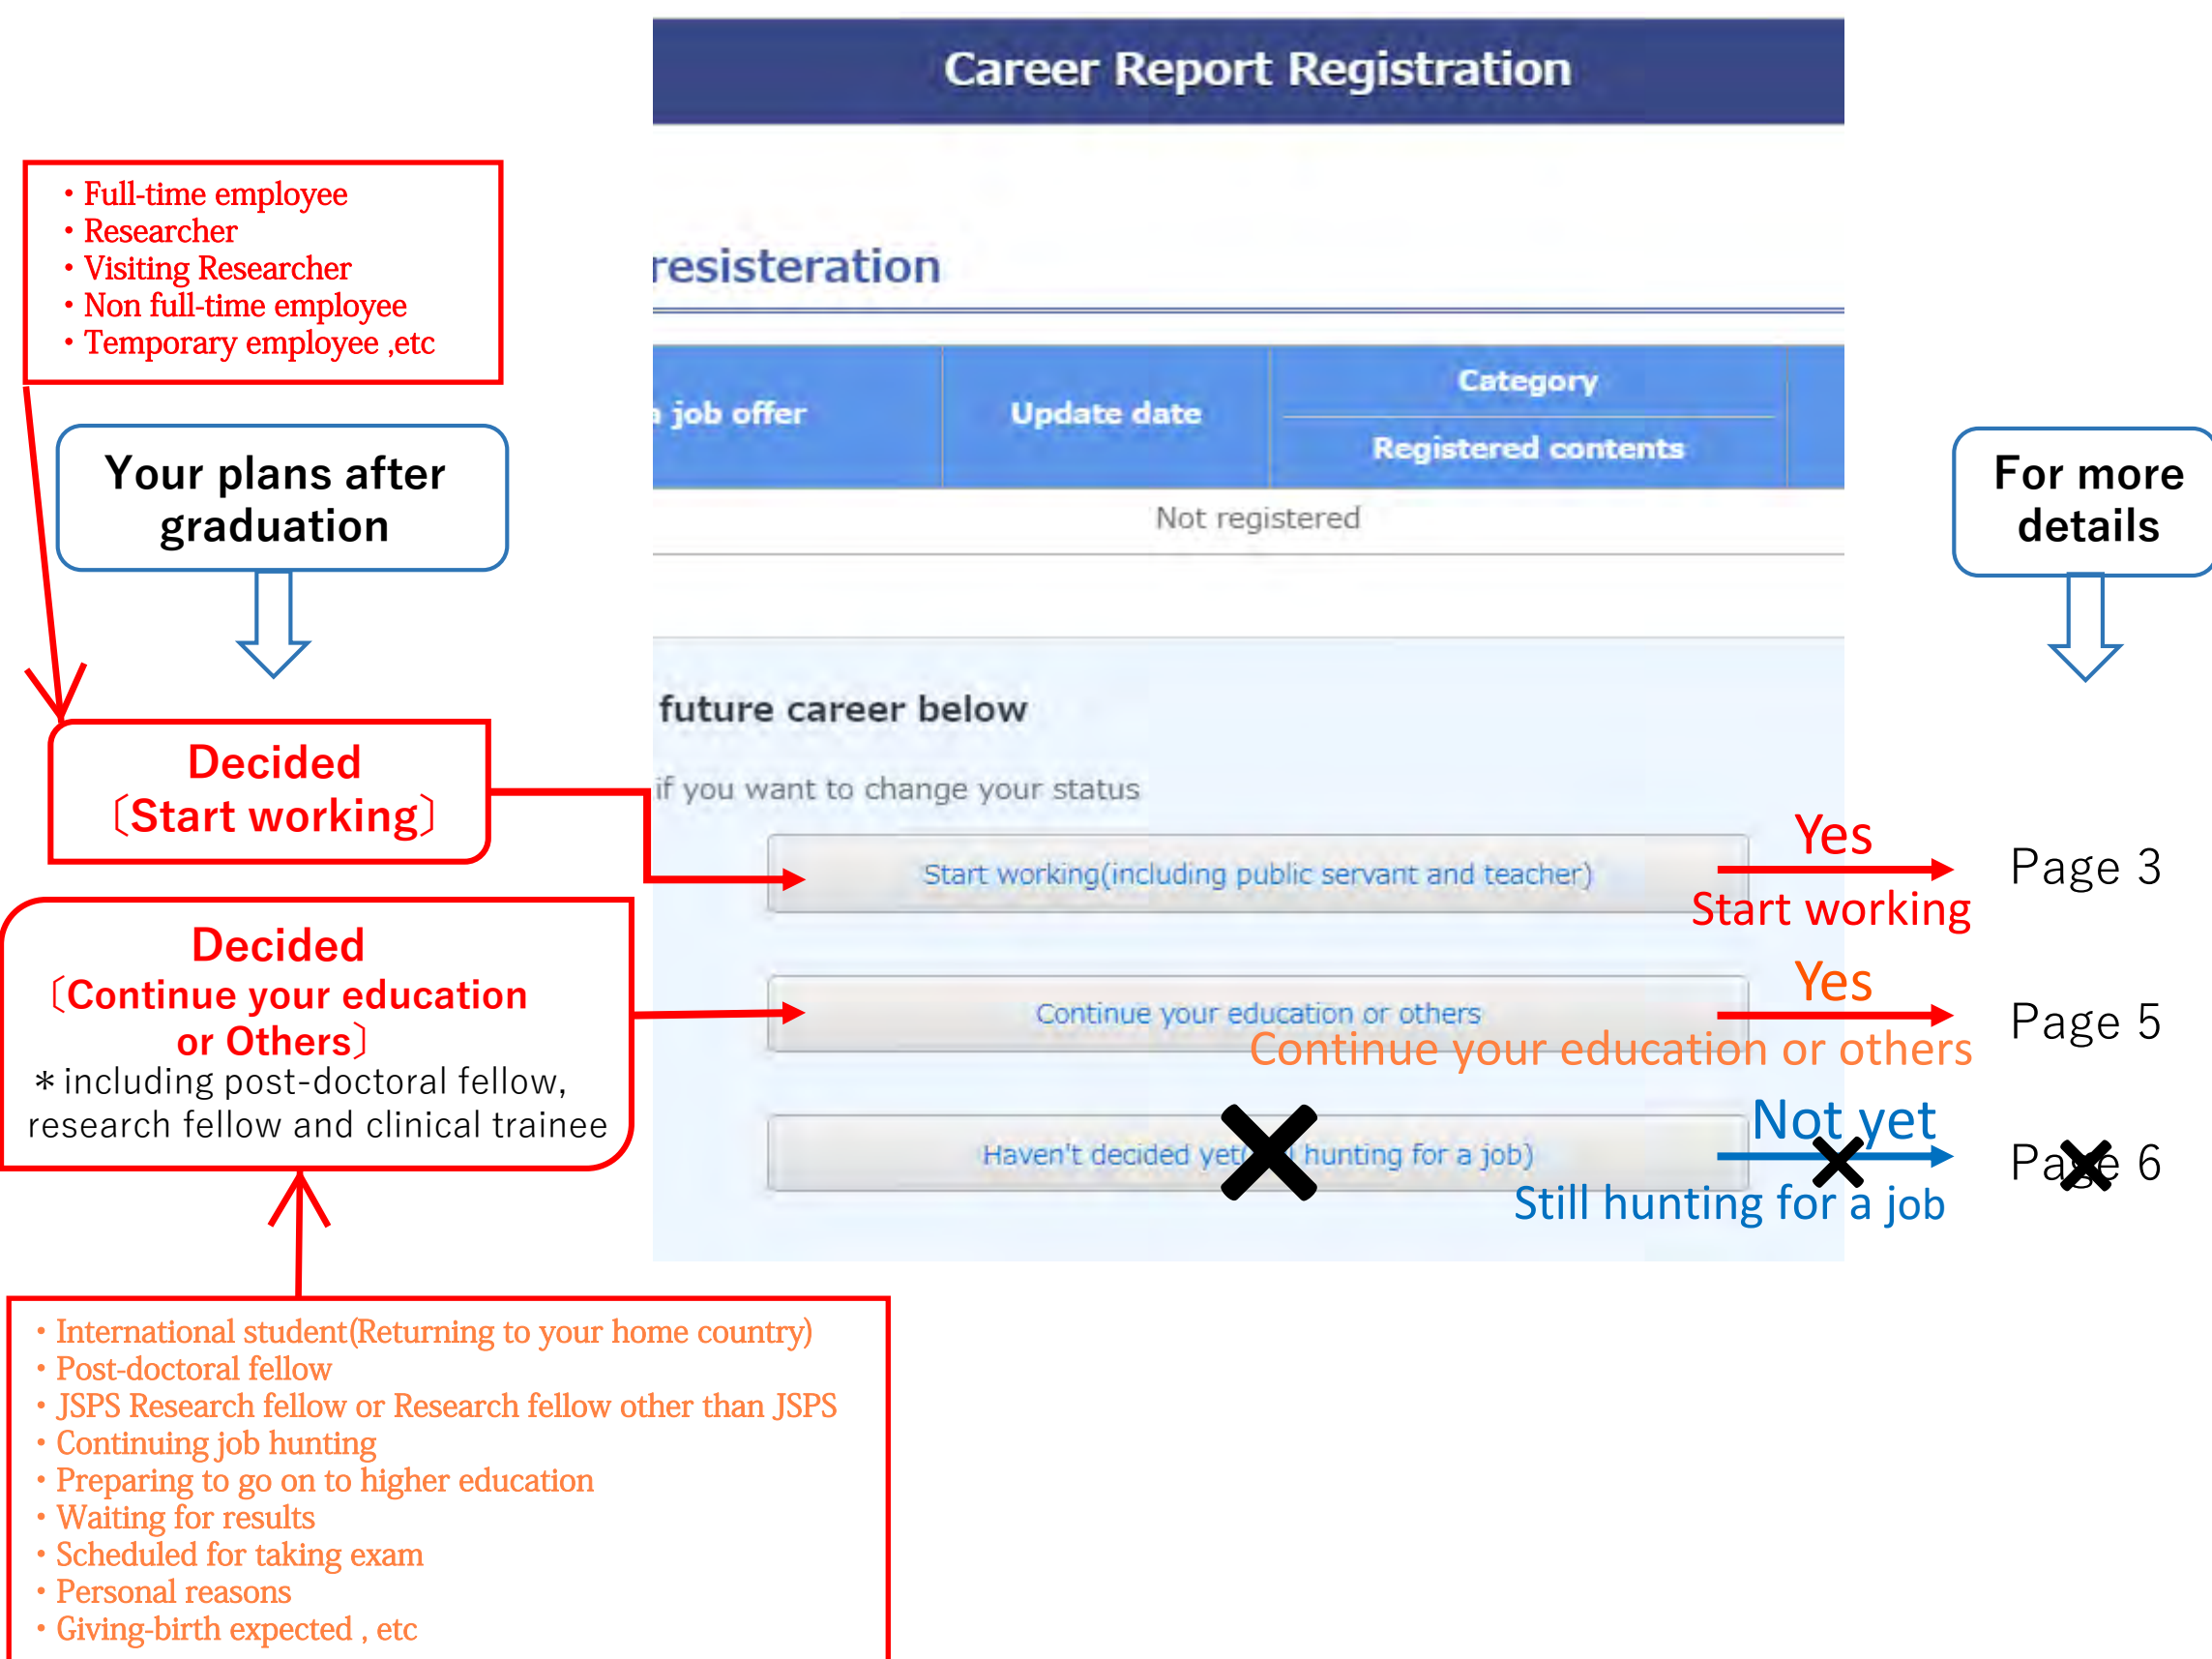 Career Report Registration
・Full-time employee
・Researcher
・Visiting Researcher
・Non full-time employee
・Temporary employee ,etc
resisteration
job offer
Update date
Category
Registered contents
Not registered
Your plans after
graduation
For more
details
future career below
if you want to change your status
Decided
〔Start working〕
Start working(including public servant and teacher)
Yes
Start working
Page 3
Decided
〔Continue your education
or Others〕
＊including post-doctoral fellow,
research fellow and clinical trainee
Continue your education or others
Yes
Continue your education or others
Page 5
Haven't decided yet( hunting for a job)
Not yet
Still hunting for a job
Page 6
・International student(Returning to your home country)
・Post-doctoral fellow
・JSPS Research fellow or Research fellow other than JSPS
・Continuing job hunting
・Preparing to go on to higher education
・Waiting for results
・Scheduled for taking exam
・Personal reasons
・Giving-birth expected , etc